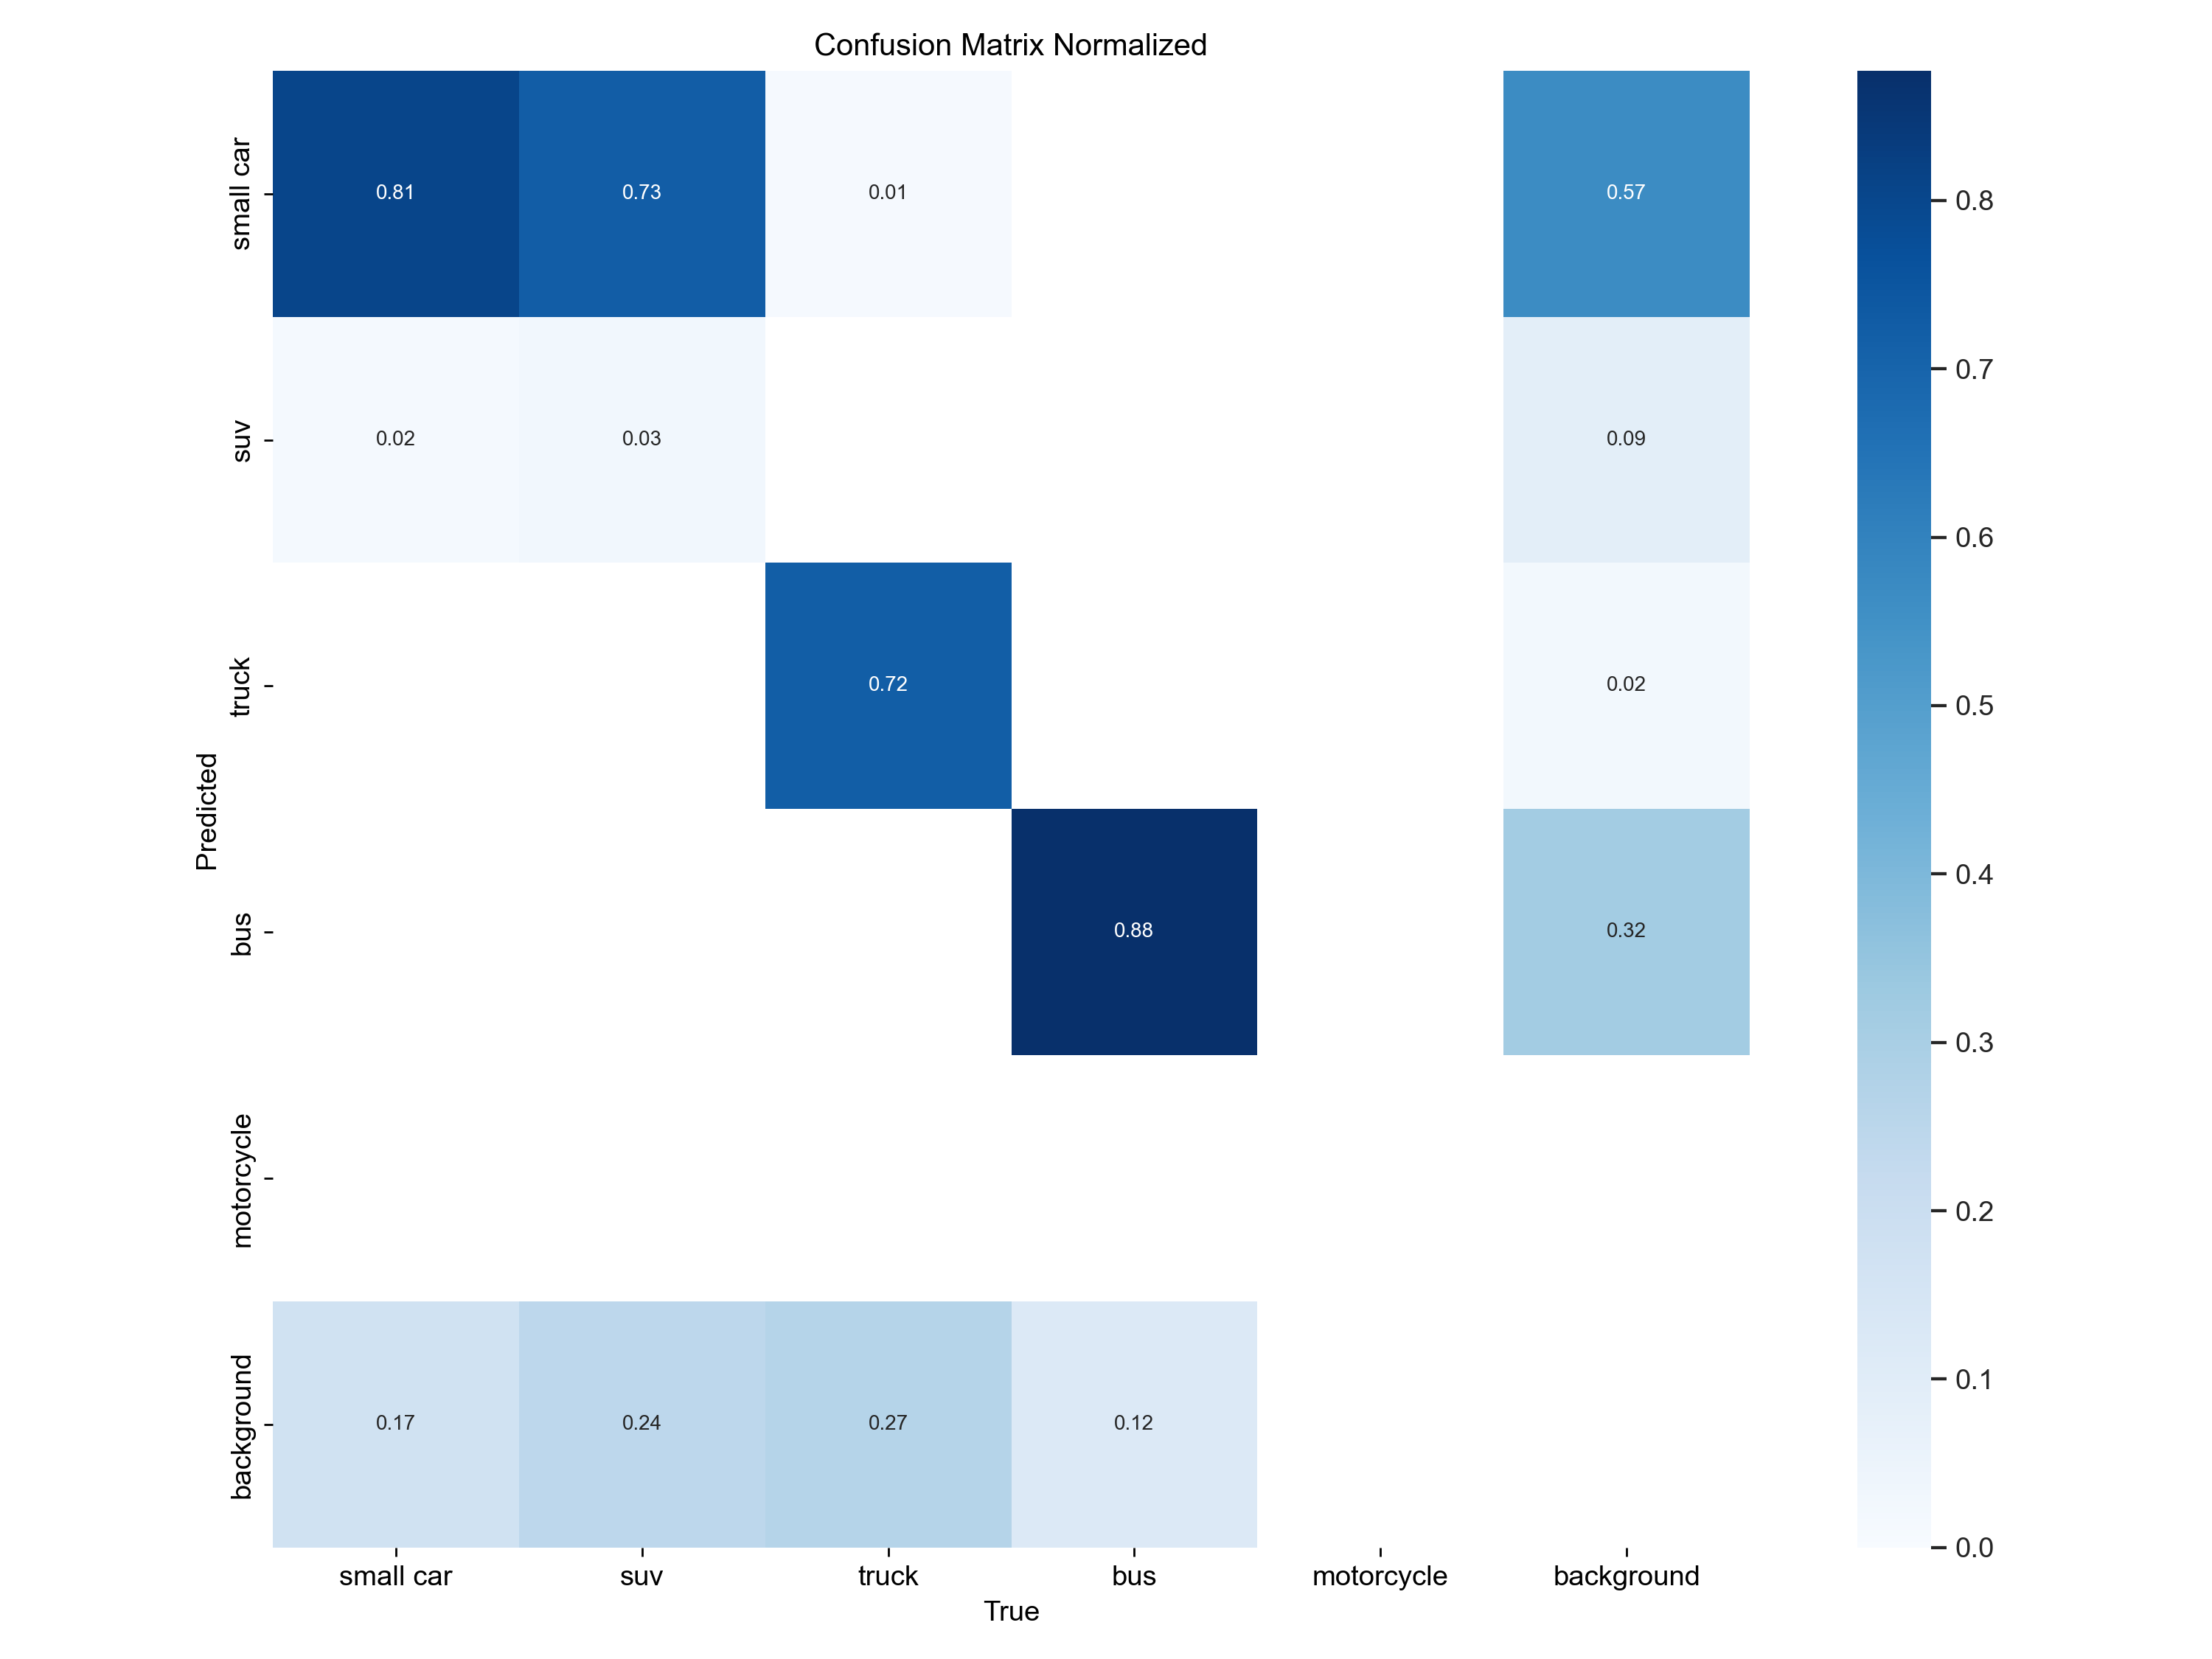 Confusion Matrix Normalized
small car
0.81 0.73 0.01 0.57
suv
0.02 0.03 0.09
truck
0.72 0.02
bus
0.88 0.32
motorcycle
background
0.17 0.24 0.27 0.12
Predicted
small car suv truck bus motorcycle background
True
0.8
0.7
0.6
0.5
0.4
0.3
0.2
0.1
0.0